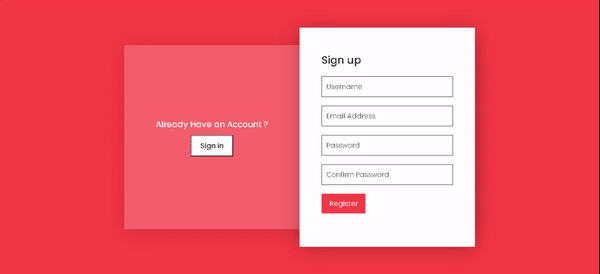 Already Have an Account ?
Sign in
Sign up
Username
Email Address
Password
Confirm Password
Register